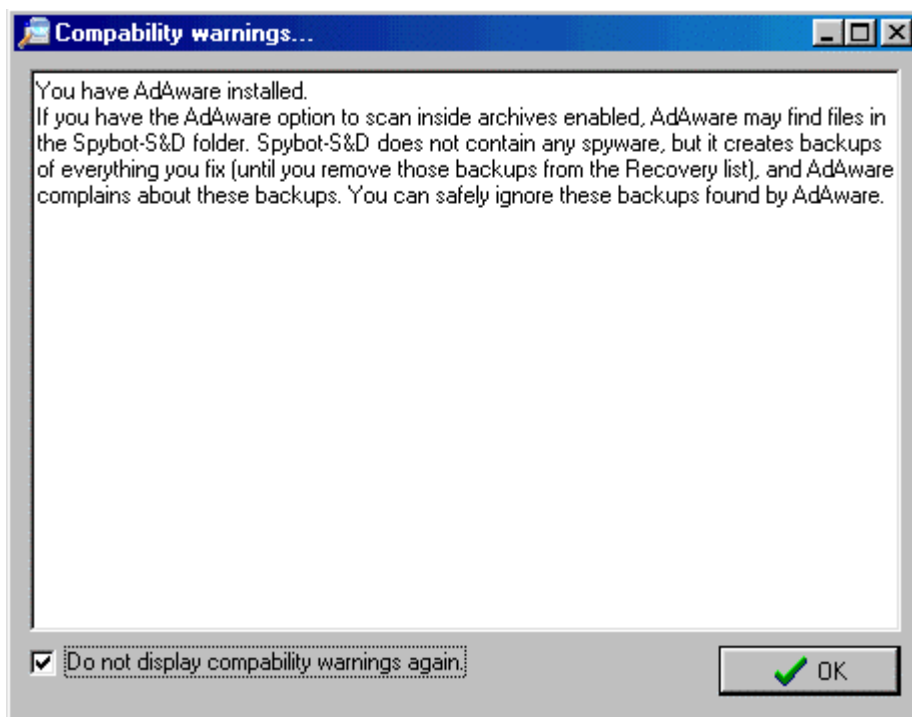 Compability warnings...
You have AdAware installed.
If you have the AdAware option to scan inside archives enabled, AdAware may find files in
the Spybot-S&D folder. Spybot-S&D does not contain any spyware, but it creates backups
of everything you fix (until you remove those backups from the Recovery list), and AdAware
complains about these backups. You can safely ignore these backups found by AdAware.
Do not display compability warnings again.
OK